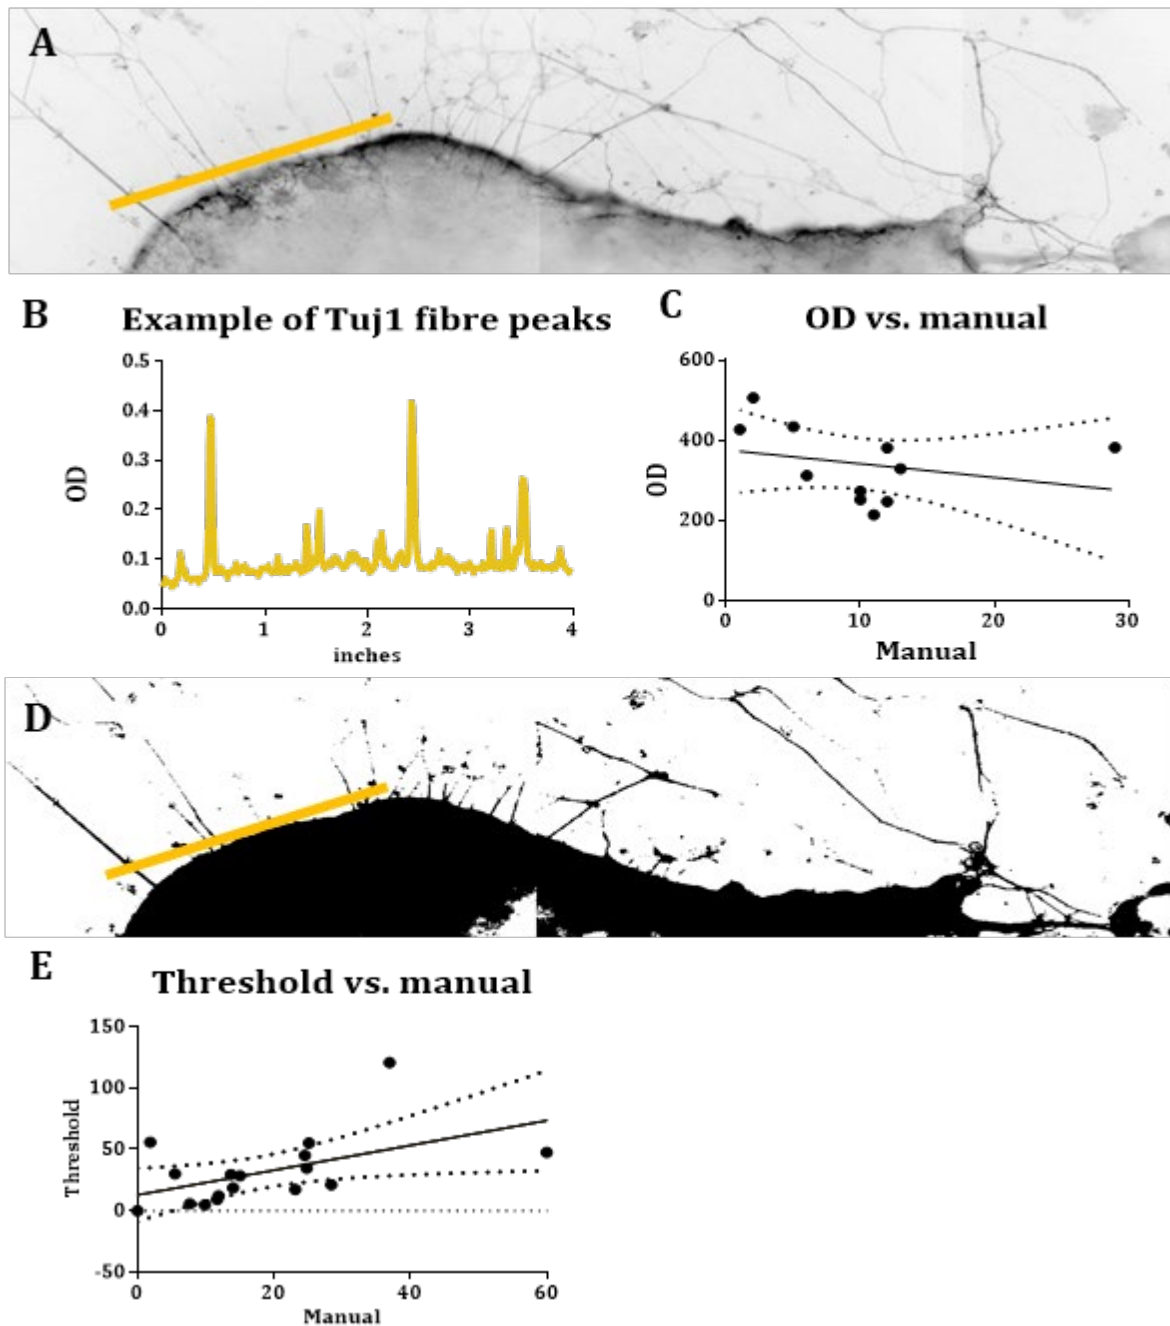 A
B
Example of Tuj1 fibre peaks
0.5
0.4
0.3
0.2
0.1
0.0
OD
0 1 2 3 4
inches
C
OD vs. manual
600
400
200
0
OD
0 10 20 30
Manual
D
E
Threshold vs. manual
150
100
50
0
-50
Threshold
0 20 40 60
Manual